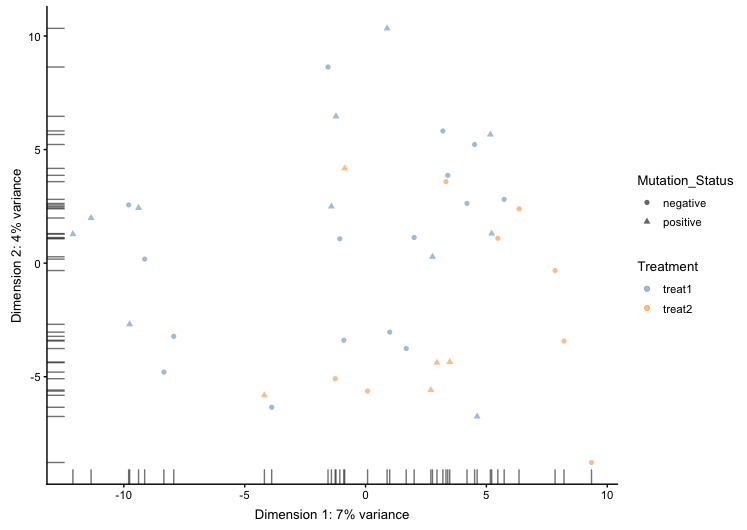 10
5
0
-5
Dimension 2: 4% variance
-10
-5
0
5
10
Dimension 1: 7% variance
Mutation_Status
negative
positive
Treatment
treat1
treat2